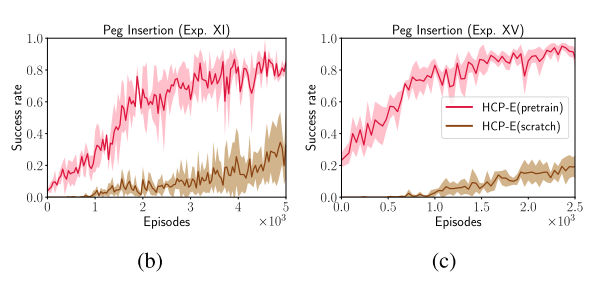 Peg Insertion (Exp. XI)
Success rate
1.0
0.8
0.6
0.4
0.2
0.0
0 1 2 3 4 5
Episodes
×10³
(b)
Peg Insertion (Exp. XV)
Success rate
1.0
0.8
0.6
0.4
0.2
0.0
HCP-E(pretrain)
HCP-E(scratch)
0.0 0.5 1.0 1.5 2.0 2.5
Episodes
×10³
(c)